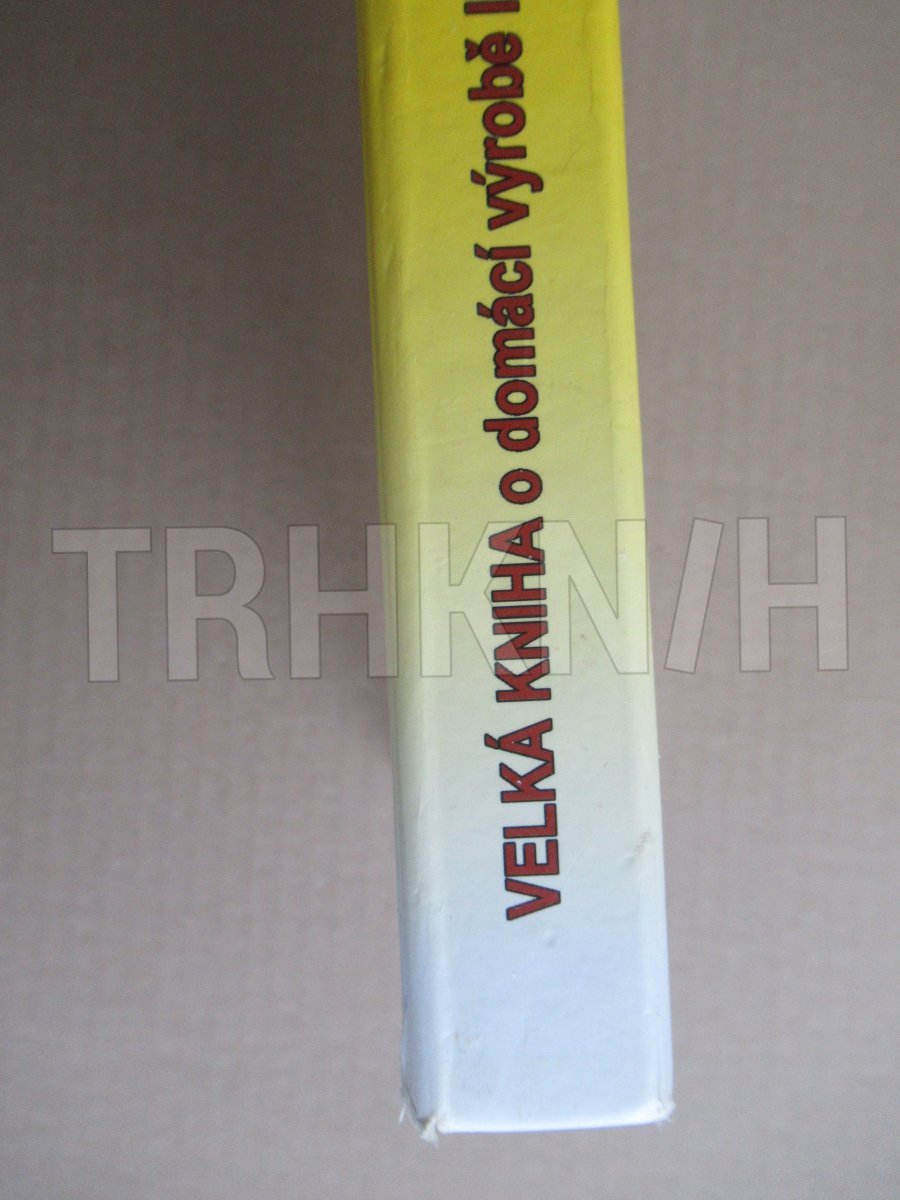 VELKÁ KNIHA o domácí výrobě
TRHKNIH